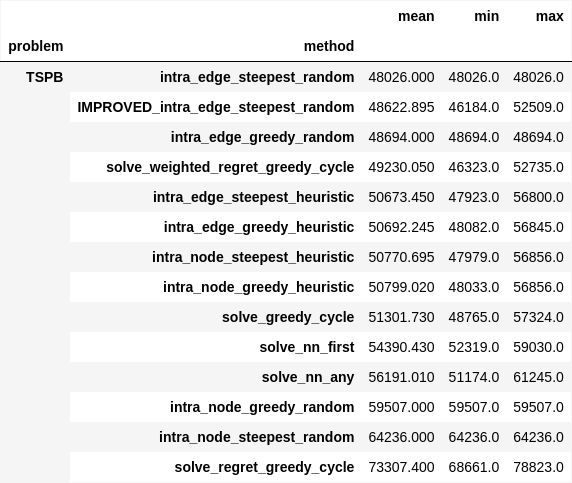 mean min max
problem method
TSPB intra_edge_steepest_random 48026.000 48026.0 48026.0
IMPROVED_intra_edge_steepest_random 48622.895 46184.0 52509.0
intra_edge_greedy_random 48694.000 48694.0 48694.0
solve_weighted_regret_greedy_cycle 49230.050 46323.0 52735.0
intra_edge_steepest_heuristic 50673.450 47923.0 56800.0
intra_edge_greedy_heuristic 50692.245 48082.0 56845.0
intra_node_steepest_heuristic 50770.695 47979.0 56856.0
intra_node_greedy_heuristic 50799.020 48033.0 56856.0
solve_greedy_cycle 51301.730 48765.0 57324.0
solve_nn_first 54390.430 52319.0 59030.0
solve_nn_any 56191.010 51174.0 61245.0
intra_node_greedy_random 59507.000 59507.0 59507.0
intra_node_steepest_random 64236.000 64236.0 64236.0
solve_regret_greedy_cycle 73307.400 68661.0 78823.0